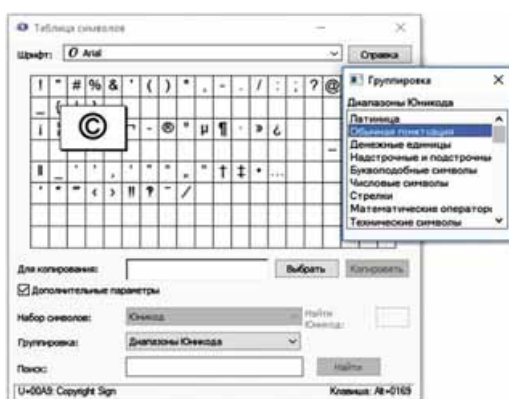 Таблица символов
Шрифт: O Arial Справка
! " # % & ' ( ) * , - . / : ; ? @
©
Группировка
Диапазоны Юникода
Латиница
Обычная пунктуация
Денежные единицы
Надстрочные и подстрочны
Буквоподобные символы
Числовые символы
Стрелки
Математические оператор
Технические символы
Для копирования: Выбрать Копировать
Дополнительные параметры
Набор символов: Юникод Найти Юникод:
Группировка: Диапазоны Юникода
Поиск: Найти
U+00A9: Copyright Sign Клавиша: Alt+0169